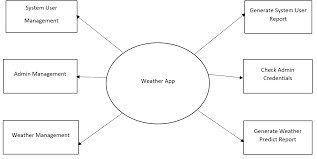 System User
Management
Generate System User
Report
Admin Management
Weather App
Check Admin
Credentials
Weather Management
Generate Weather
Predict Report